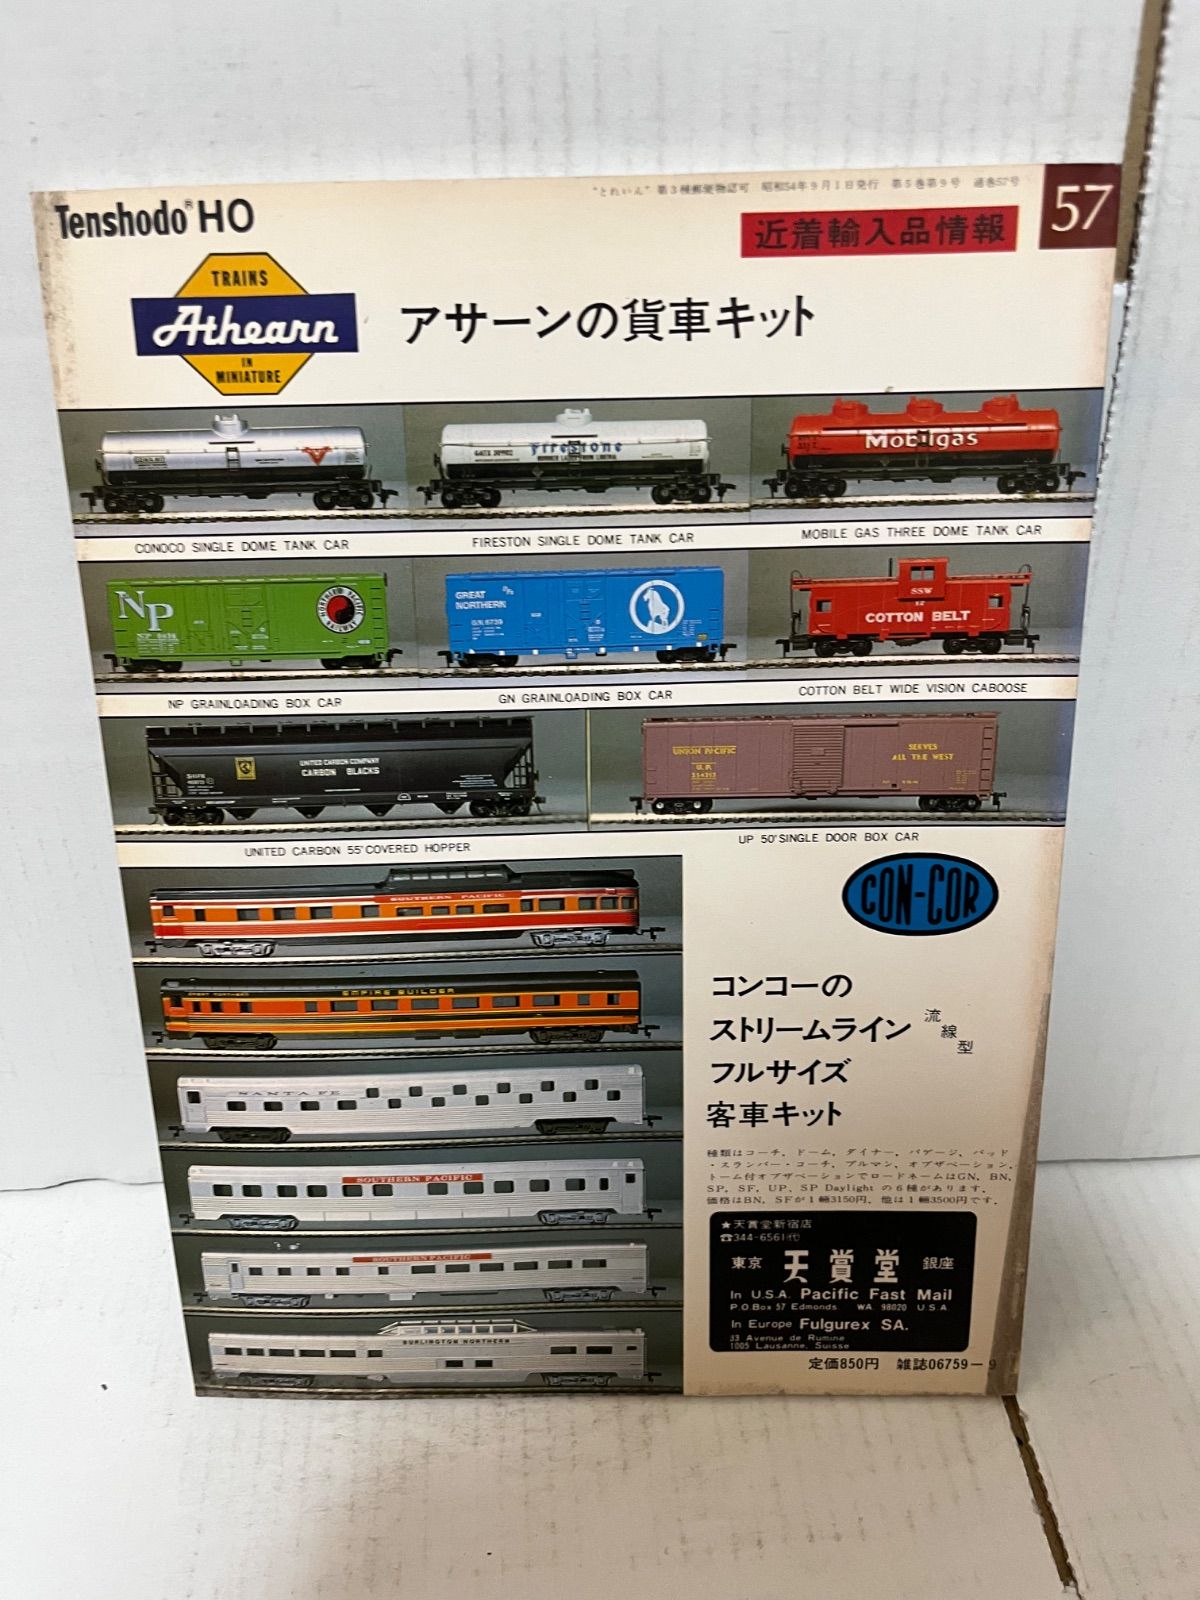 "とれいん" 第3種郵便物認可 昭和54年9月1日発行 第5巻第9号 通巻57号
57
Tenshodo® HO
近着輸入品情報
TRAINS
Athearn
IN
MINIATURE
アサーンの貨車キット
CONOCO
Firestone
GATX
Mobilgas
CONOCO SINGLE DOME TANK CAR
FIRESTON SINGLE DOME TANK CAR
MOBILE GAS THREE DOME TANK CAR
NP
NORTHERN PACIFIC
RAILWAY
GREAT
NORTHERN
G.N. 6739
SSW
COTTON BELT
NP GRAINLOADING BOX CAR
GN GRAINLOADING BOX CAR
COTTON BELT WIDE VISION CABOOSE
UNITED CARBON COMPANY
CARBON BLACKS
UNION PACIFIC
U.P.
SERVES
ALL THE WEST
UNITED CARBON 55' COVERED HOPPER
UP 50' SINGLE DOOR BOX CAR
SOUTHERN PACIFIC
GREAT NORTHERN
EMPIRE BUILDER
SANTA FE
SOUTHERN PACIFIC
SOUTHERN PACIFIC
BURLINGTON NORTHERN
CON-COR
コンコーの
ストリームライン 流線型
フルサイズ
客車キット
種類はコーチ, ドーム, ダイナー, バゲージ, バッド
・スランバー・コーチ, プルマン, オブザベーション,
ドーム付オブザベーションでロードネームはGN, BN,
SP, SF, UP, SP Daylight の6種があります.
価格はBN, SFが1輛3150円, 他は1輛3500円です.
★天賞堂新宿店
☎344-6561㈹
東京 天賞堂 銀座
In U.S.A. Pacific Fast Mail
P.O.Box 57 Edmonds WA. 98020 U.S.A.
In Europe Fulgurex SA.
33 Avenue de Rumine
1005 Lausanne, Suisse
定価850円 雑誌06759-9